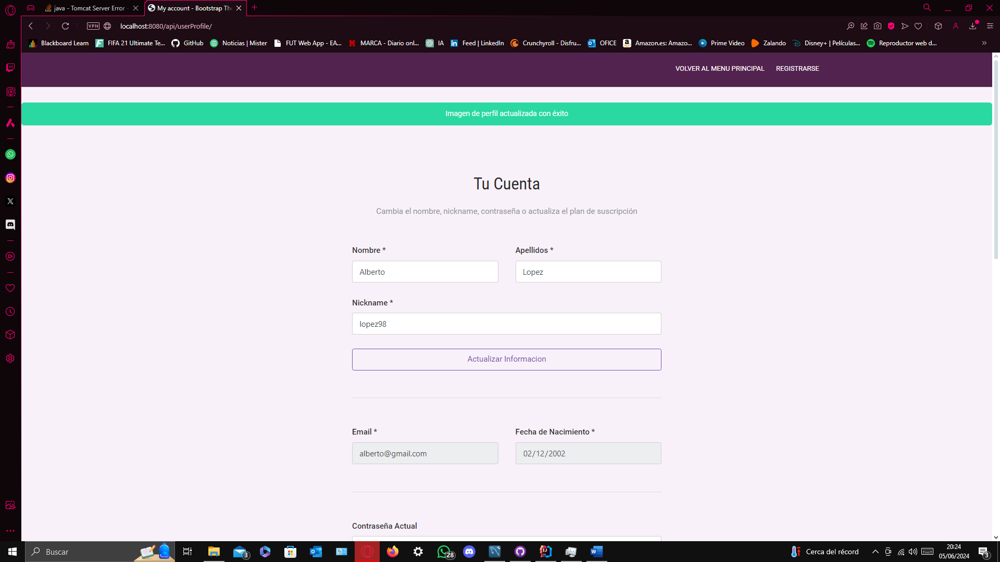 java - Tomcat Server Error -
My account - Bootstrap Th
VPN
localhost:8080/api/userProfile/
Blackboard Learn
FIFA 21 Ultimate Te...
GitHub
Noticias | Mister
FUT Web App - EA...
MARCA - Diario onl...
IA
Feed | LinkedIn
Crunchyroll - Disfru...
OFICE
Amazon.es: Amazo...
Prime Video
Zalando
Disney+ | Películas...
Reproductor web d...
VOLVER AL MENU PRINCIPAL
REGISTRARSE
Imagen de perfil actualizada con éxito
Tu Cuenta
Cambia el nombre, nickname, contraseña o actualiza el plan de suscripción
Nombre *
Apellidos *
Alberto
Lopez
Nickname *
lopez98
Actualizar Informacion
Email *
Fecha de Nacimiento *
alberto@gmail.com
02/12/2002
Contraseña Actual
Buscar
3
28
Cerca del récord
20:24
05/06/2024
3